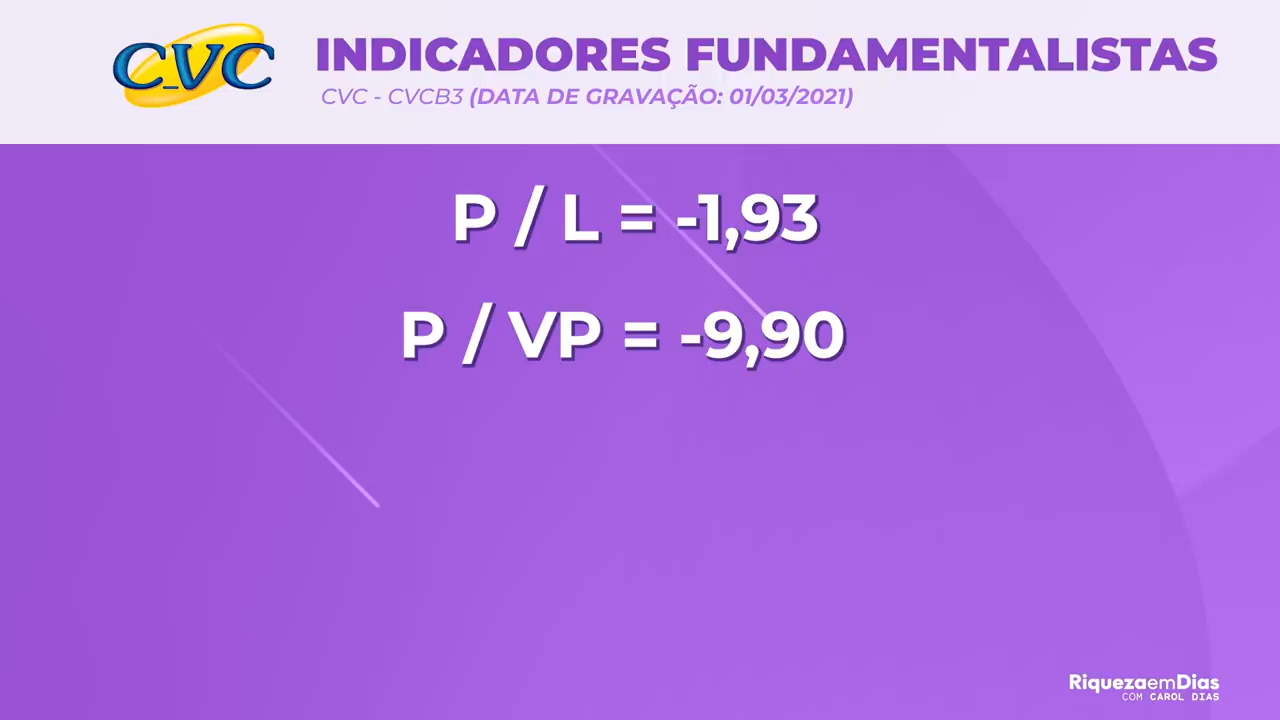 CVC
INDICADORES FUNDAMENTALISTAS
CVC - CVCB3 (DATA DE GRAVAÇÃO: 01/03/2021)
P / L = -1,93
P / VP = -9,90
RiquezaemDias
COM CAROL DIAS